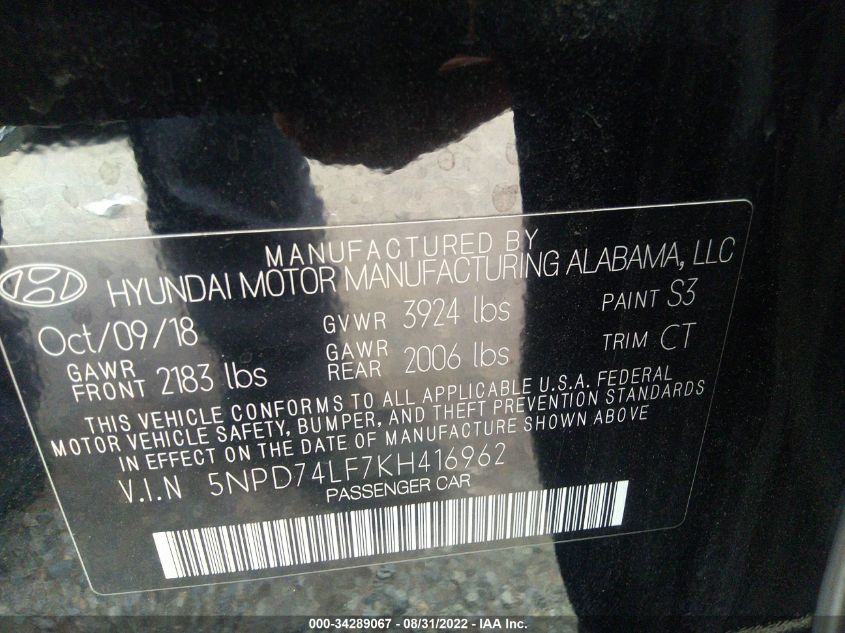 MANUFACTURED BY
HYUNDAI MOTOR MANUFACTURING ALABAMA, LLC
Oct/09/18 GVWR 3924 lbs PAINT S3
GAWR FRONT 2183 lbs GAWR REAR 2006 lbs TRIM CT
THIS VEHICLE CONFORMS TO ALL APPLICABLE U.S.A. FEDERAL
MOTOR VEHICLE SAFETY, BUMPER, AND THEFT PREVENTION STANDARDS
IN EFFECT ON THE DATE OF MANUFACTURE SHOWN ABOVE
V.I.N 5NPD74LF7KH416962
PASSENGER CAR
000-34289067 - 08/31/2022 - IAA Inc.